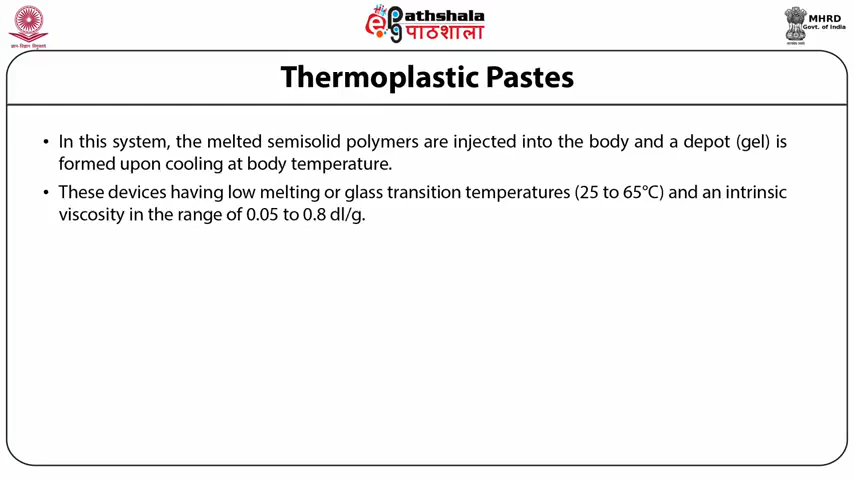 ePathshala
पाठशाला
MHRD
Govt. of India
Thermoplastic Pastes
• In this system, the melted semisolid polymers are injected into the body and a depot (gel) is
formed upon cooling at body temperature.
• These devices having low melting or glass transition temperatures (25 to 65°C) and an intrinsic
viscosity in the range of 0.05 to 0.8 dl/g.